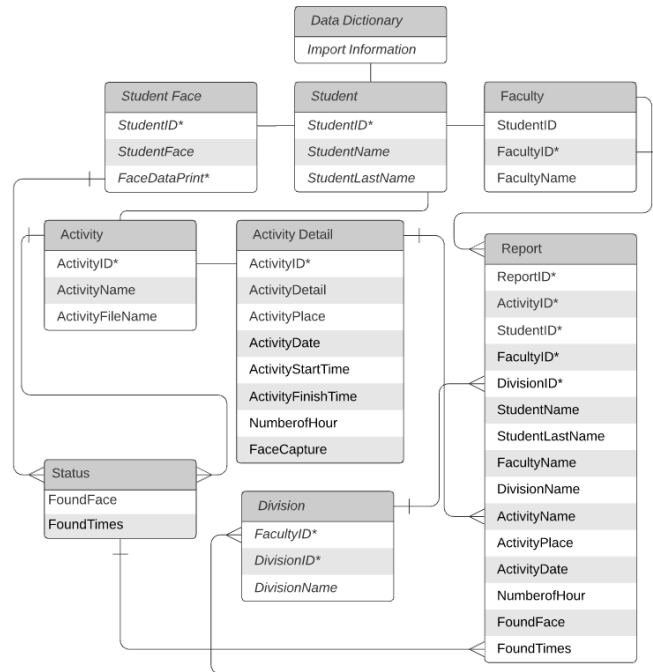 Data Dictionary
Import Information
Student Face
StudentID*
StudentFace
FaceDataPrint*
Student
StudentID*
StudentName
StudentLastName
Faculty
StudentID
FacultyID*
FacultyName
Activity
ActivityID*
ActivityName
ActivityFileName
Activity Detail
ActivityID*
ActivityDetail
ActivityPlace
ActivityDate
ActivityStartTime
ActivityFinishTime
NumberofHour
FaceCapture
Report
ReportID*
ActivityID*
StudentID*
FacultyID*
DivisionID*
StudentName
StudentLastName
FacultyName
DivisionName
ActivityName
ActivityPlace
ActivityDate
NumberofHour
FoundFace
FoundTimes
Status
FoundFace
FoundTimes
Division
FacultyID*
DivisionID*
DivisionName